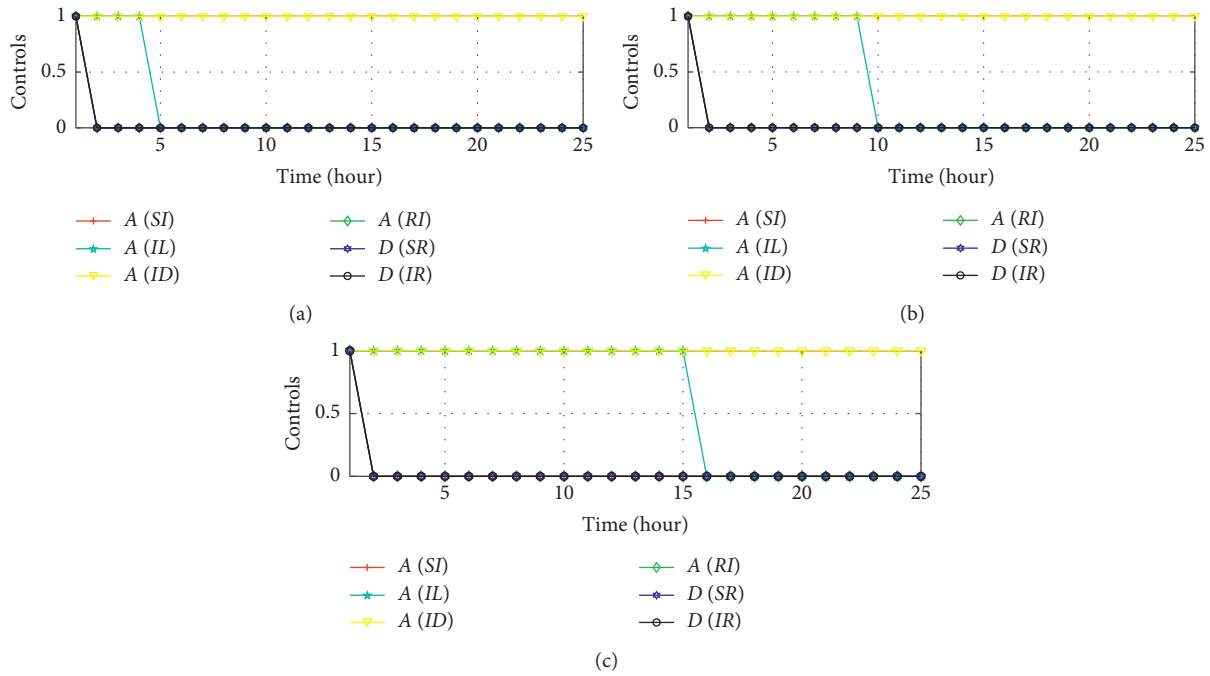 1
0.5
0
Controls
5
10
15
20
25
Time (hour)
A (SI)
A (IL)
A (ID)
A (RI)
D (SR)
D (IR)
(a)
1
0.5
0
Controls
5
10
15
20
25
Time (hour)
A (SI)
A (IL)
A (ID)
A (RI)
D (SR)
D (IR)
(b)
1
0.5
0
Controls
5
10
15
20
25
Time (hour)
A (SI)
A (IL)
A (ID)
A (RI)
D (SR)
D (IR)
(c)